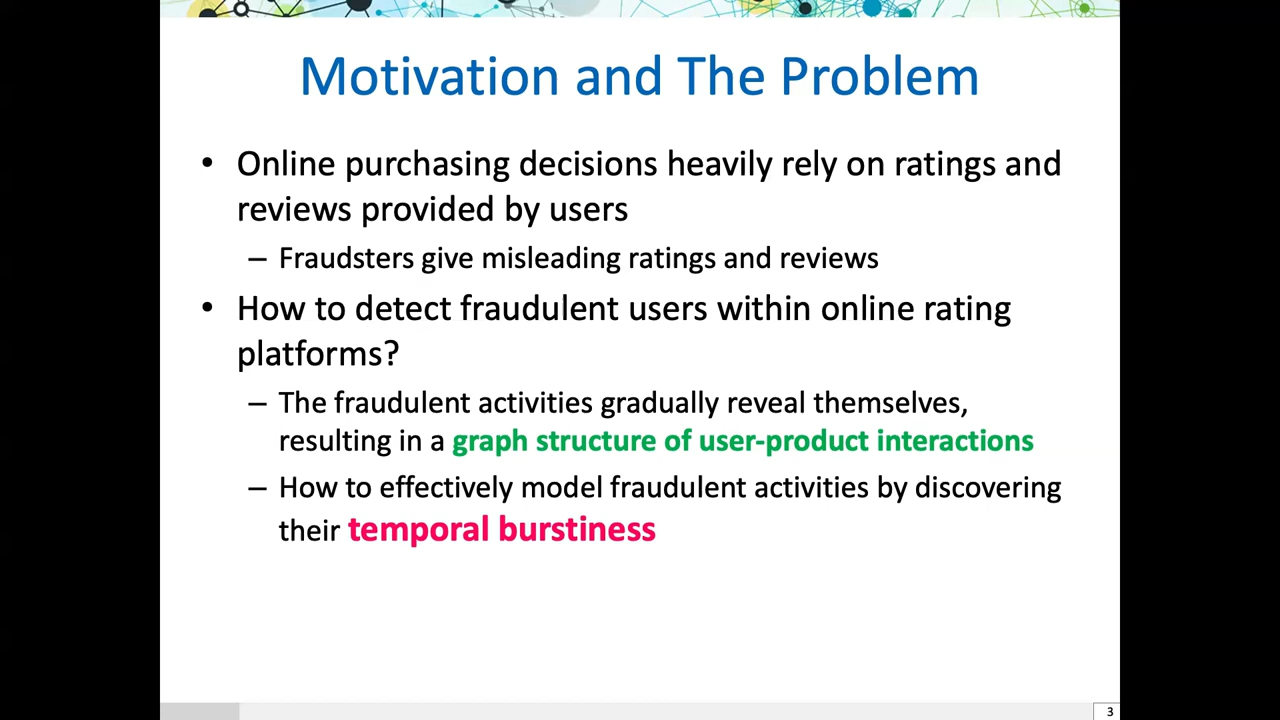 Motivation and The Problem
• Online purchasing decisions heavily rely on ratings and
reviews provided by users
– Fraudsters give misleading ratings and reviews
• How to detect fraudulent users within online rating
platforms?
– The fraudulent activities gradually reveal themselves,
resulting in a graph structure of user-product interactions
– How to effectively model fraudulent activities by discovering
their temporal burstiness
3